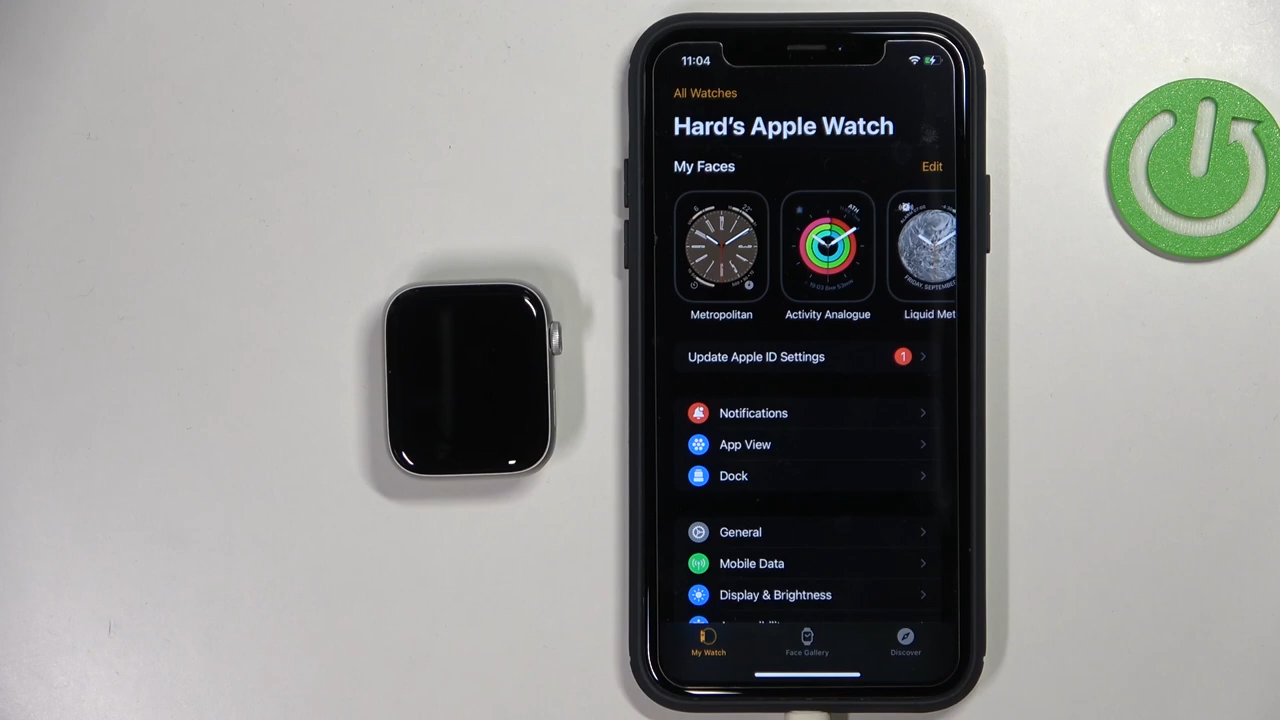 11:04
All Watches
Hard's Apple Watch
My Faces
Edit
Metropolitan
Activity Analogue
Liquid Met
Update Apple ID Settings
1
Notifications
App View
Dock
General
Mobile Data
Display & Brightness
My Watch
Face Gallery
Discover